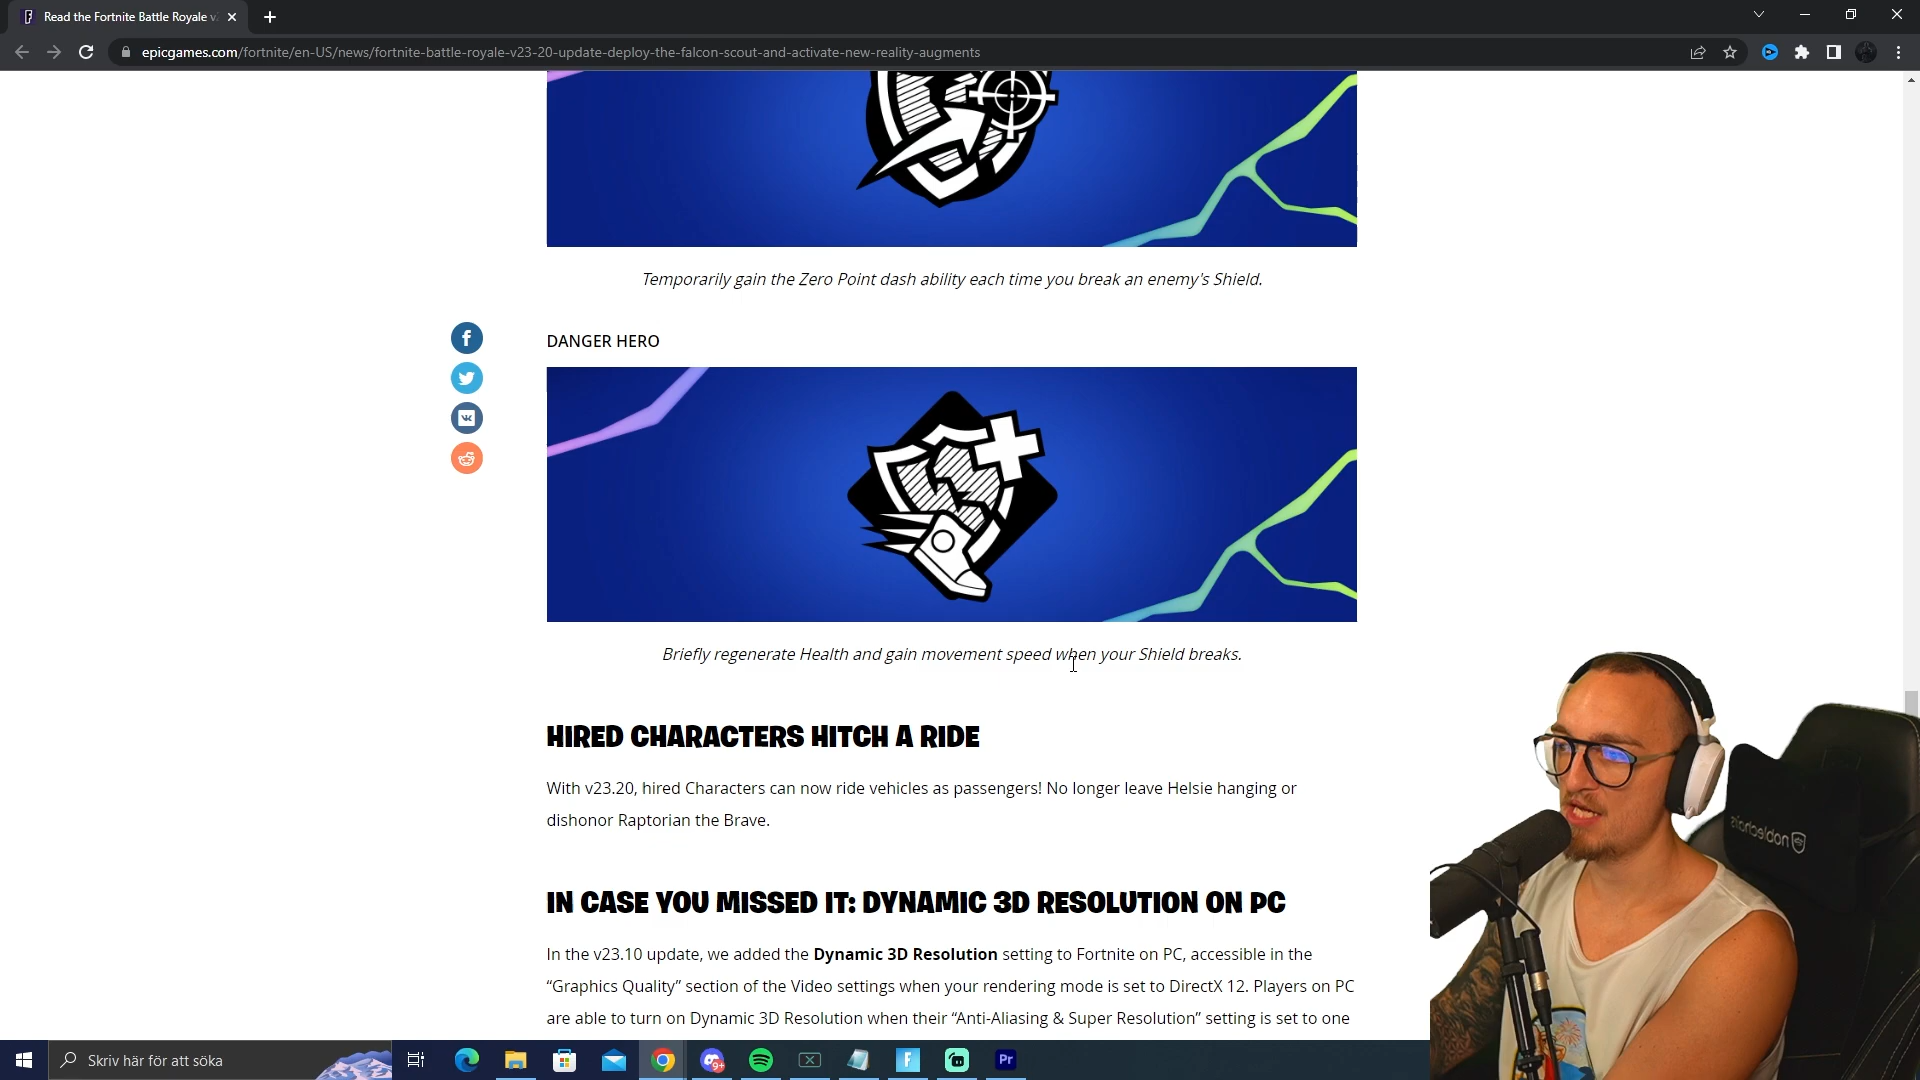 Read the Fortnite Battle Royale v
epicgames.com/fortnite/en-US/news/fortnite-battle-royale-v23-20-update-deploy-the-falcon-scout-and-activate-new-reality-augments
Temporarily gain the Zero Point dash ability each time you break an enemy's Shield.
DANGER HERO
Briefly regenerate Health and gain movement speed when your Shield breaks.
HIRED CHARACTERS HITCH A RIDE
With v23.20, hired Characters can now ride vehicles as passengers! No longer leave Helsie hanging or
dishonor Raptorian the Brave.
IN CASE YOU MISSED IT: DYNAMIC 3D RESOLUTION ON PC
In the v23.10 update, we added the Dynamic 3D Resolution setting to Fortnite on PC, accessible in the
“Graphics Quality” section of the Video settings when your rendering mode is set to DirectX 12. Players on PC
are able to turn on Dynamic 3D Resolution when their “Anti-Aliasing & Super Resolution” setting is set to one
noblechairs
Skriv här för att söka
9+
Pr